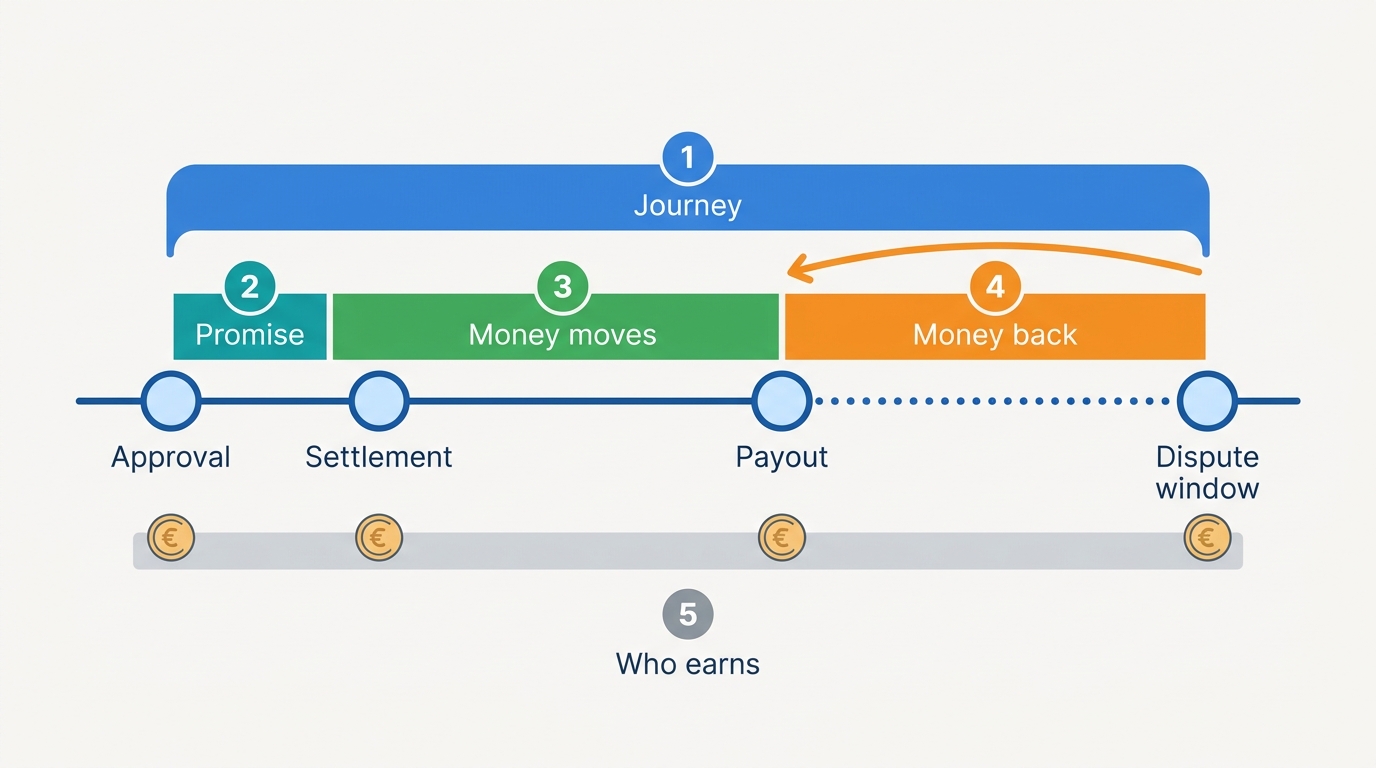 1
Journey
2
3
4
Promise
Money moves
Money back
Approval
Settlement
Payout
Dispute
window
€
€
€
€
5
Who earns